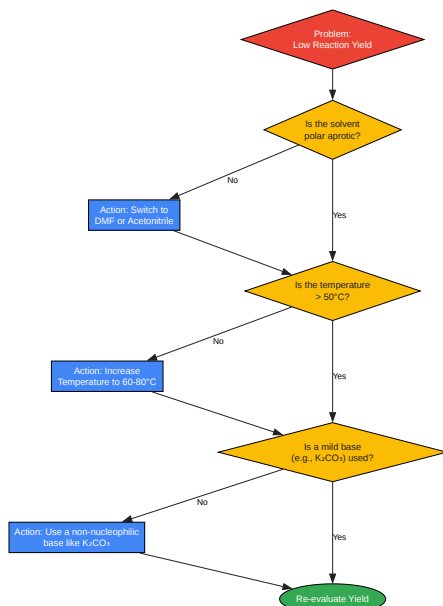 Problem:
Low Reaction Yield
Is the solvent
polar aprotic?
No
Action: Switch to
DMF or Acetonitrile
Yes
Is the temperature
> 50°C?
No
Action: Increase
Temperature to 60-80°C
Yes
Is a mild base
(e.g., K₂CO₃) used?
No
Action: Use a non-nucleophilic
base like K₂CO₃
Yes
Re-evaluate Yield